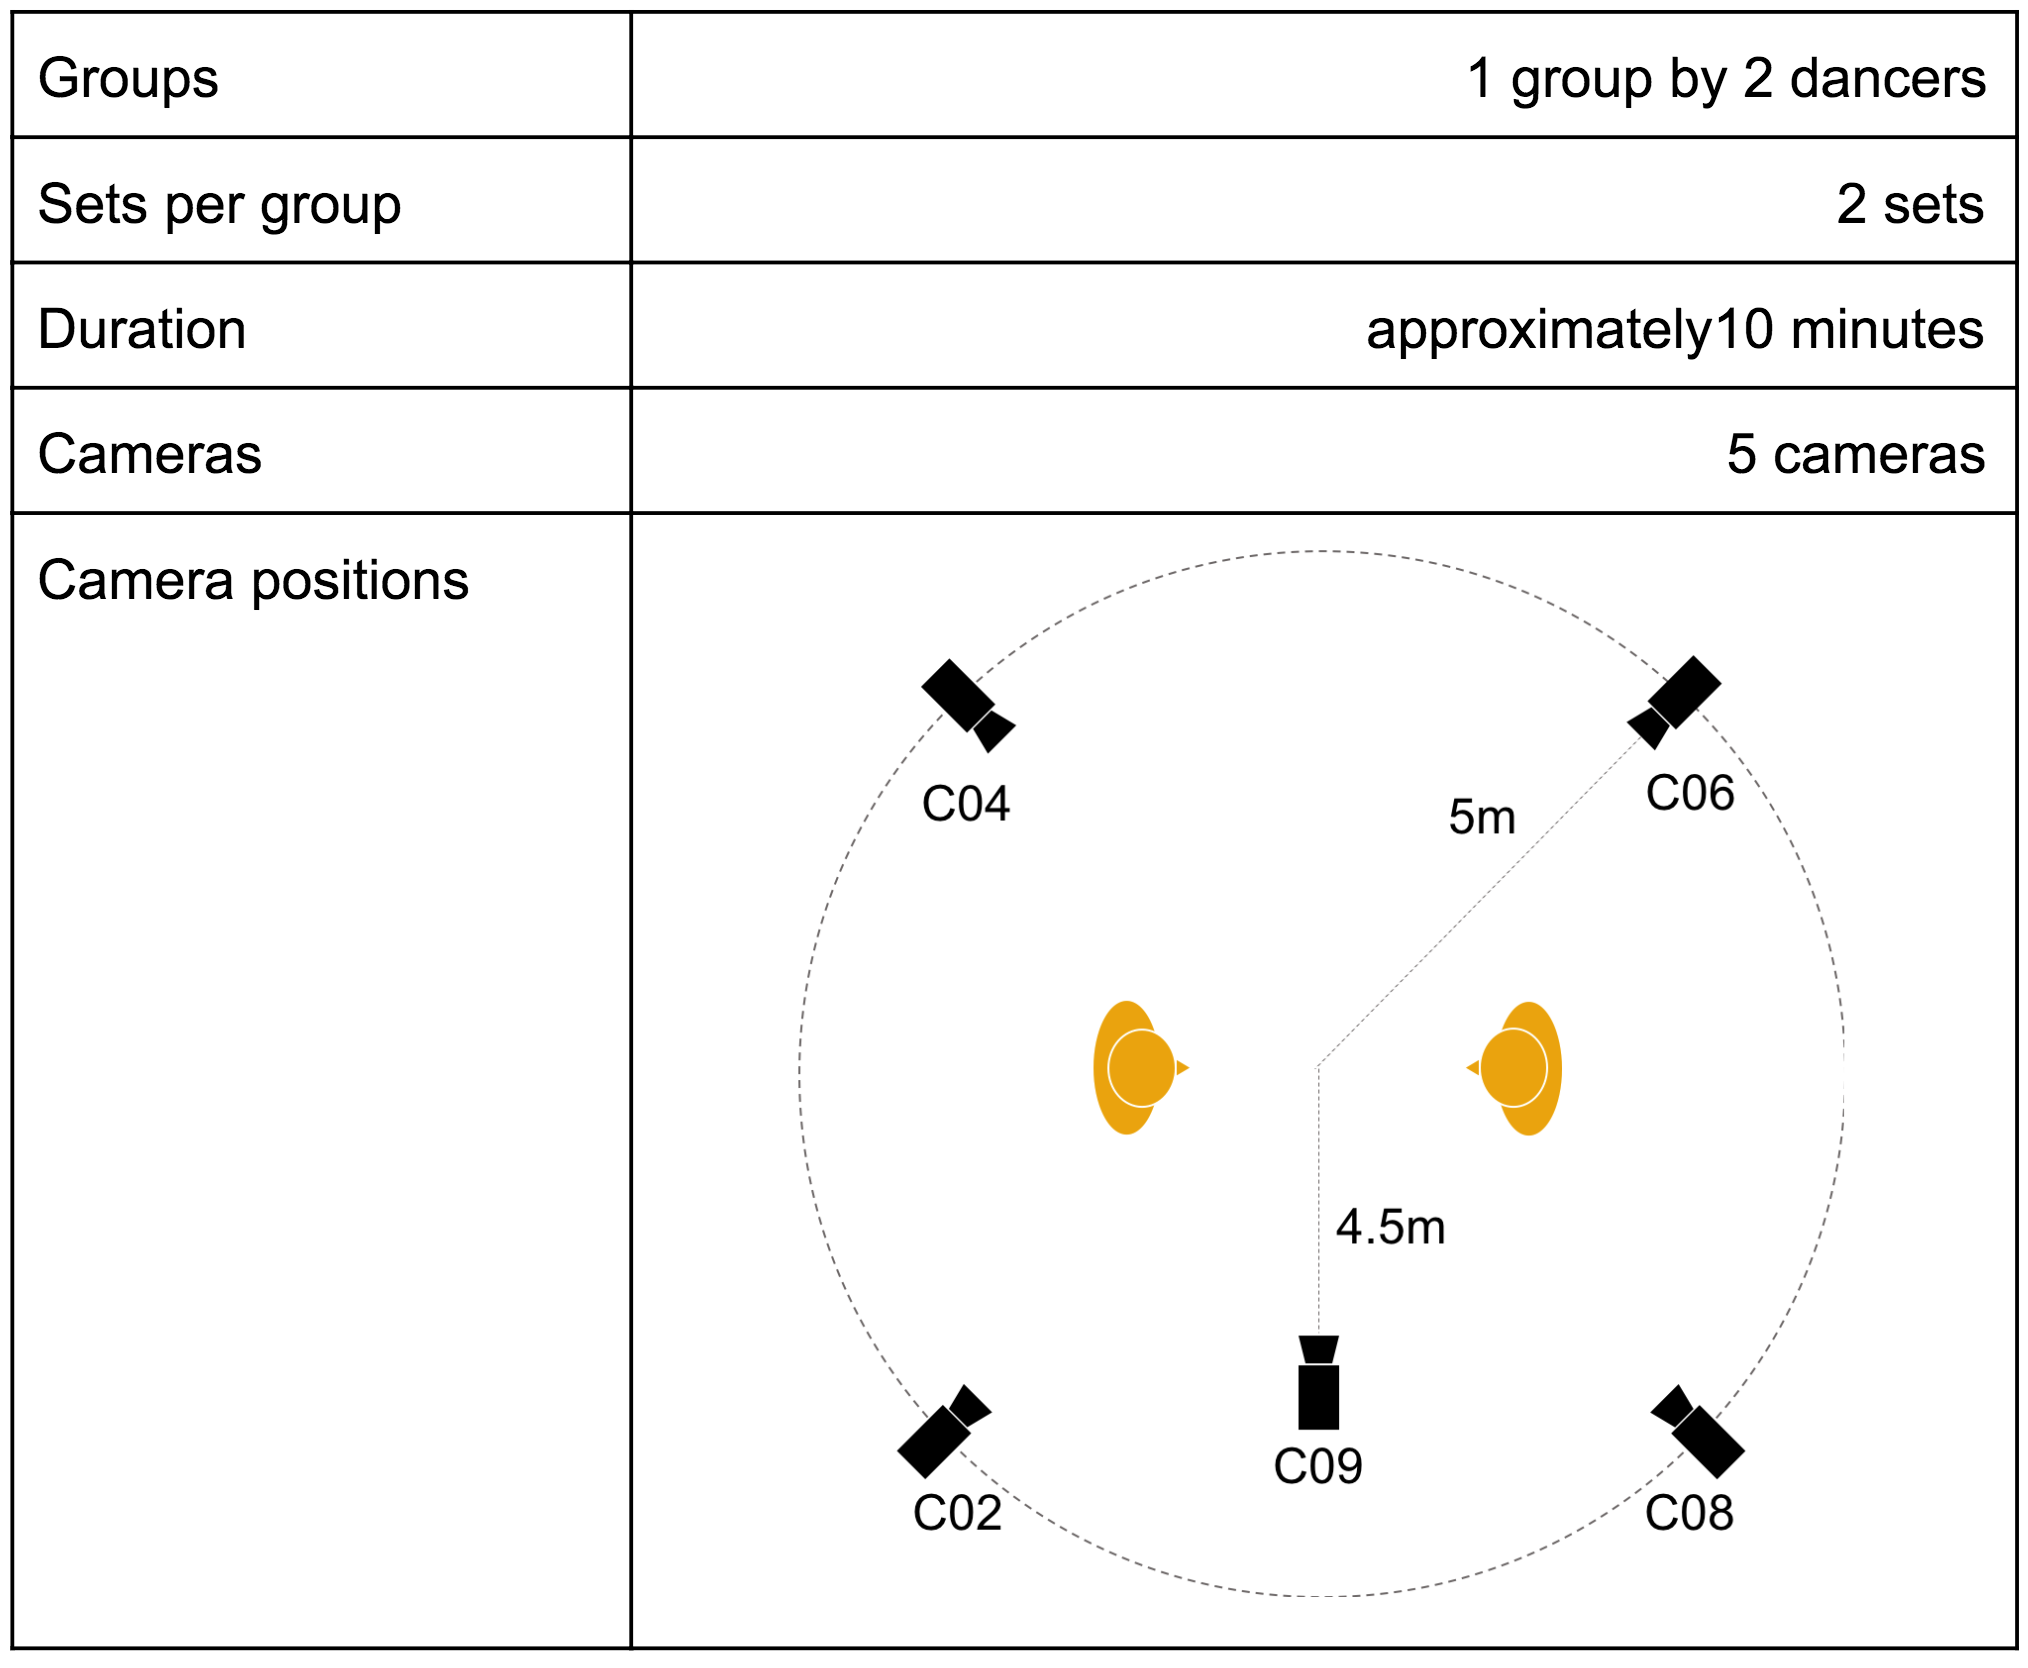 Groups
1 group by 2 dancers
Sets per group
2 sets
Duration
approximately10 minutes
Cameras
5 cameras
Camera positions
C04
C06
5m
4.5m
C09
C02
C08